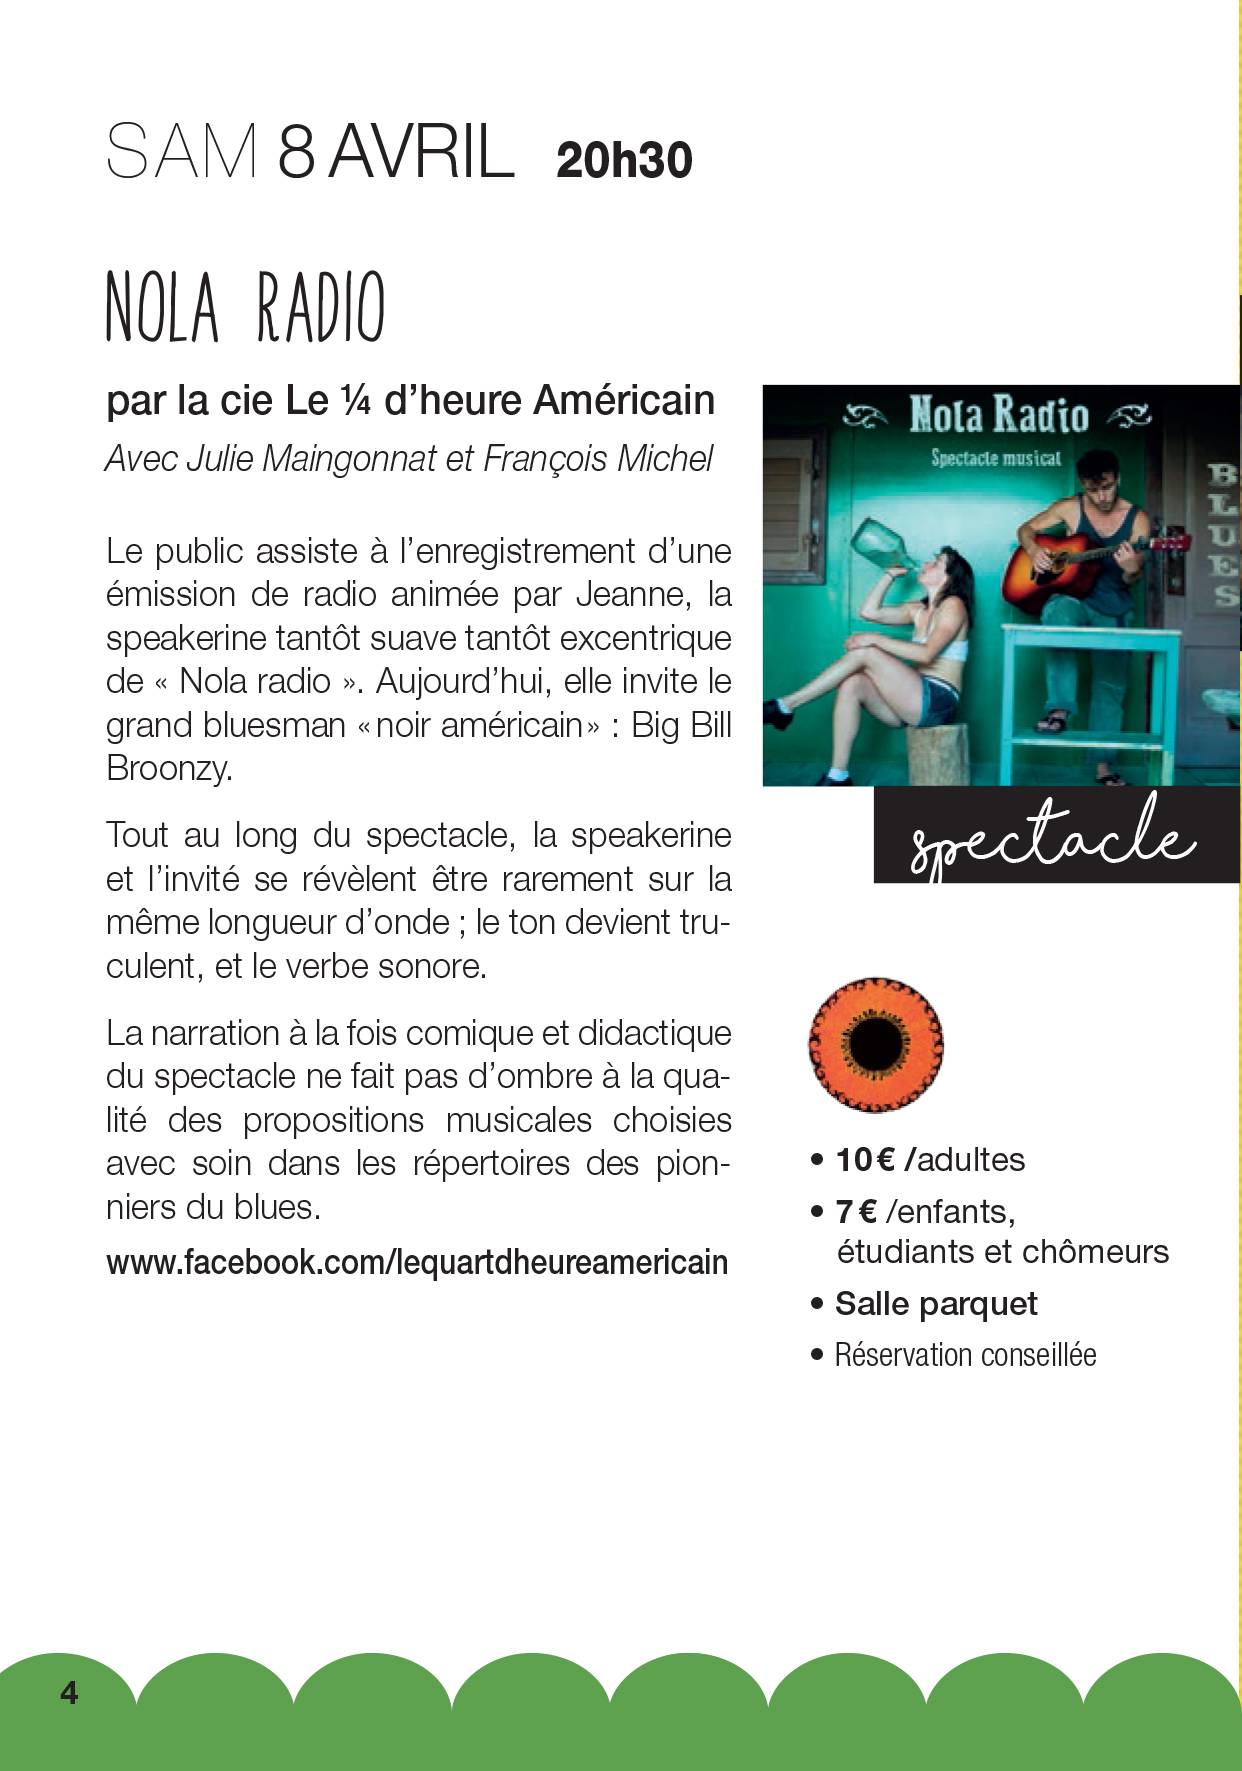 SAM 8 AVRIL 20h30
NOLA RADIO
par la cie Le ¼ d’heure Américain
Avec Julie Maingonnat et François Michel
Le public assiste à l’enregistrement d’une
émission de radio animée par Jeanne, la
speakerine tantôt suave tantôt excentrique
de « Nola radio ». Aujourd’hui, elle invite le
grand bluesman «noir américain» : Big Bill
Broonzy.
Tout au long du spectacle, la speakerine
et l’invité se révèlent être rarement sur la
même longueur d’onde ; le ton devient tru-
culent, et le verbe sonore.
La narration à la fois comique et didactique
du spectacle ne fait pas d’ombre à la qua-
lité des propositions musicales choisies
avec soin dans les répertoires des pion-
niers du blues.
www.facebook.com/lequartdheureamericain
Nola Radio
Spectacle musical
BLUES
spectacle
• 10 € /adultes
• 7 € /enfants,
étudiants et chômeurs
• Salle parquet
• Réservation conseillée
4